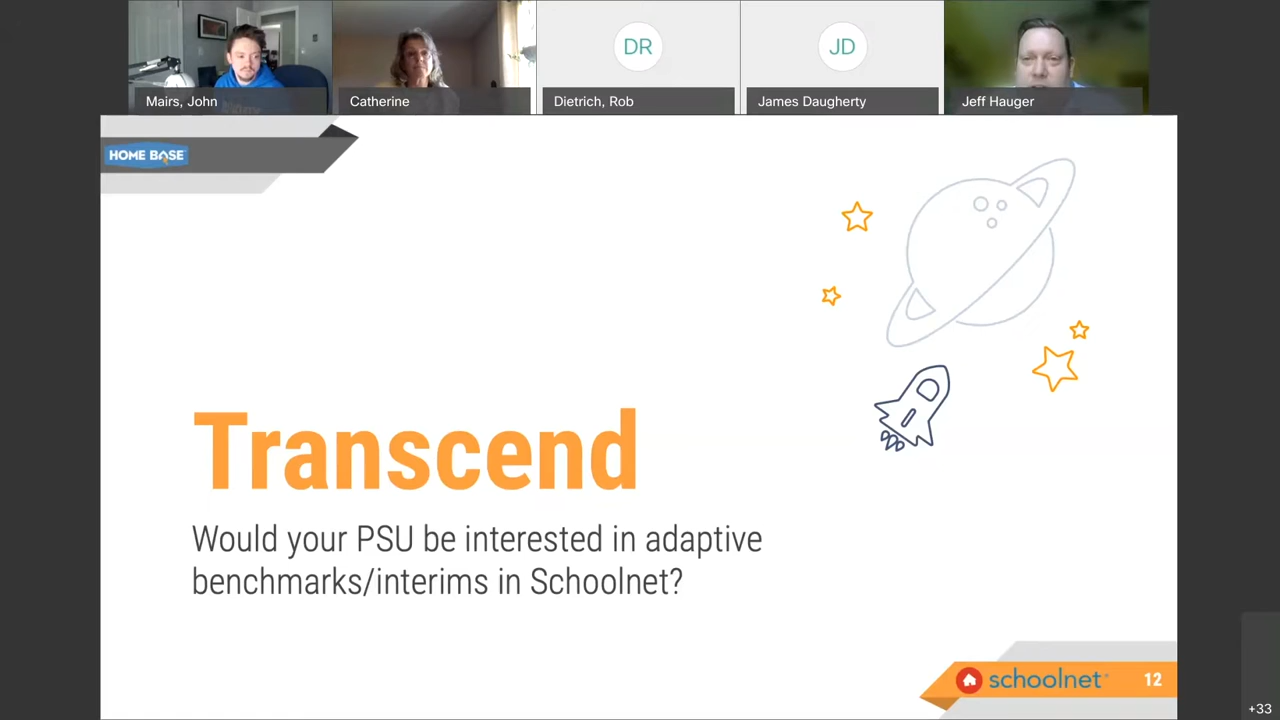 Mairs, John
Catherine
DR
Dietrich, Rob
JD
James Daugherty
Jeff Hauger
HOME BASE
Transcend
Would your PSU be interested in adaptive
benchmarks/interims in Schoolnet?
schoolnet
12
+33